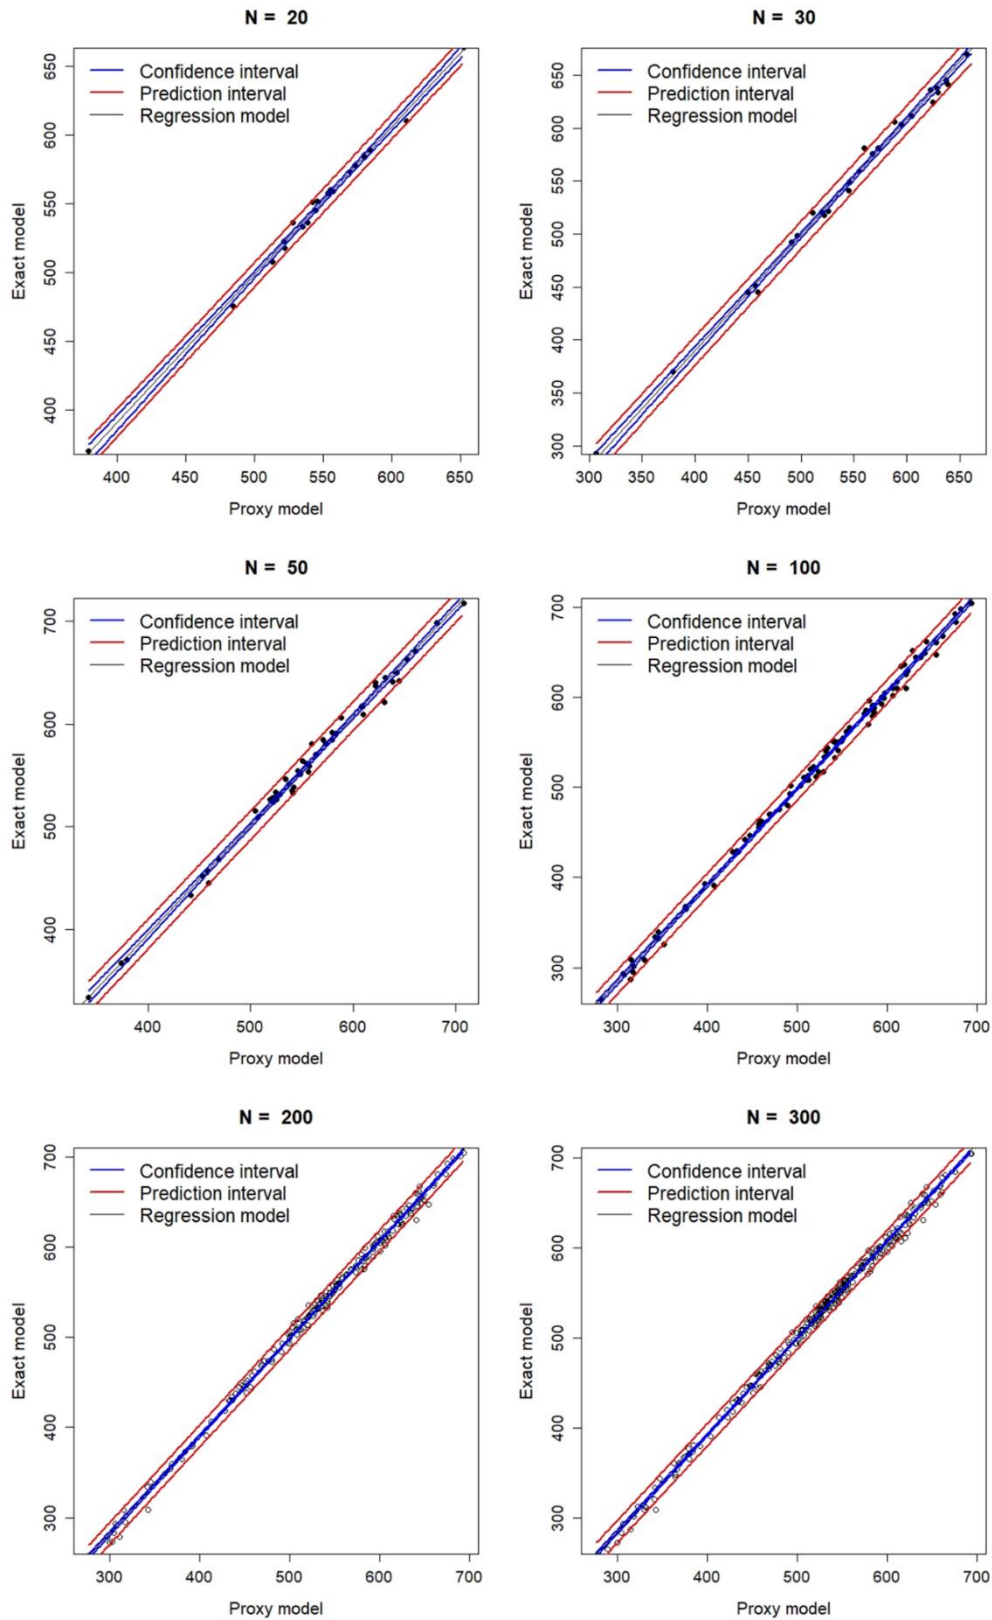 N = 20
Confidence interval
Prediction interval
Regression model
Exact model
400 450 500 550 600 650
400 450 500 550 600 650
Proxy model
N = 30
Confidence interval
Prediction interval
Regression model
Exact model
300 350 400 450 500 550 600 650
300 350 400 450 500 550 600 650
Proxy model
N = 50
Confidence interval
Prediction interval
Regression model
Exact model
400 500 600 700
400 500 600 700
Proxy model
N = 100
Confidence interval
Prediction interval
Regression model
Exact model
300 400 500 600 700
300 400 500 600 700
Proxy model
N = 200
Confidence interval
Prediction interval
Regression model
Exact model
300 400 500 600 700
300 400 500 600 700
Proxy model
N = 300
Confidence interval
Prediction interval
Regression model
Exact model
300 400 500 600 700
300 400 500 600 700
Proxy model